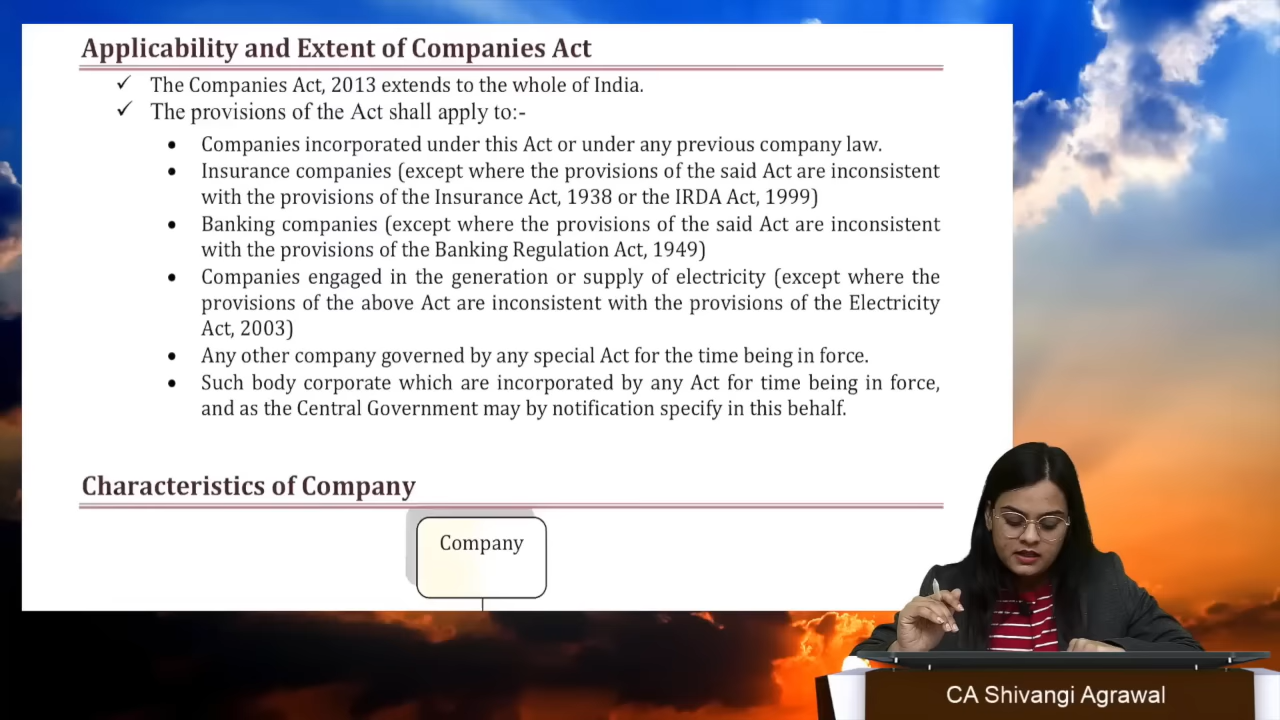 Applicability and Extent of Companies Act
✓ The Companies Act, 2013 extends to the whole of India.
✓ The provisions of the Act shall apply to:-
• Companies incorporated under this Act or under any previous company law.
• Insurance companies (except where the provisions of the said Act are inconsistent
with the provisions of the Insurance Act, 1938 or the IRDA Act, 1999)
• Banking companies (except where the provisions of the said Act are inconsistent
with the provisions of the Banking Regulation Act, 1949)
• Companies engaged in the generation or supply of electricity (except where the
provisions of the above Act are inconsistent with the provisions of the Electricity
Act, 2003)
• Any other company governed by any special Act for the time being in force.
• Such body corporate which are incorporated by any Act for time being in force,
and as the Central Government may by notification specify in this behalf.
Characteristics of Company
Company
CA Shivangi Agrawal